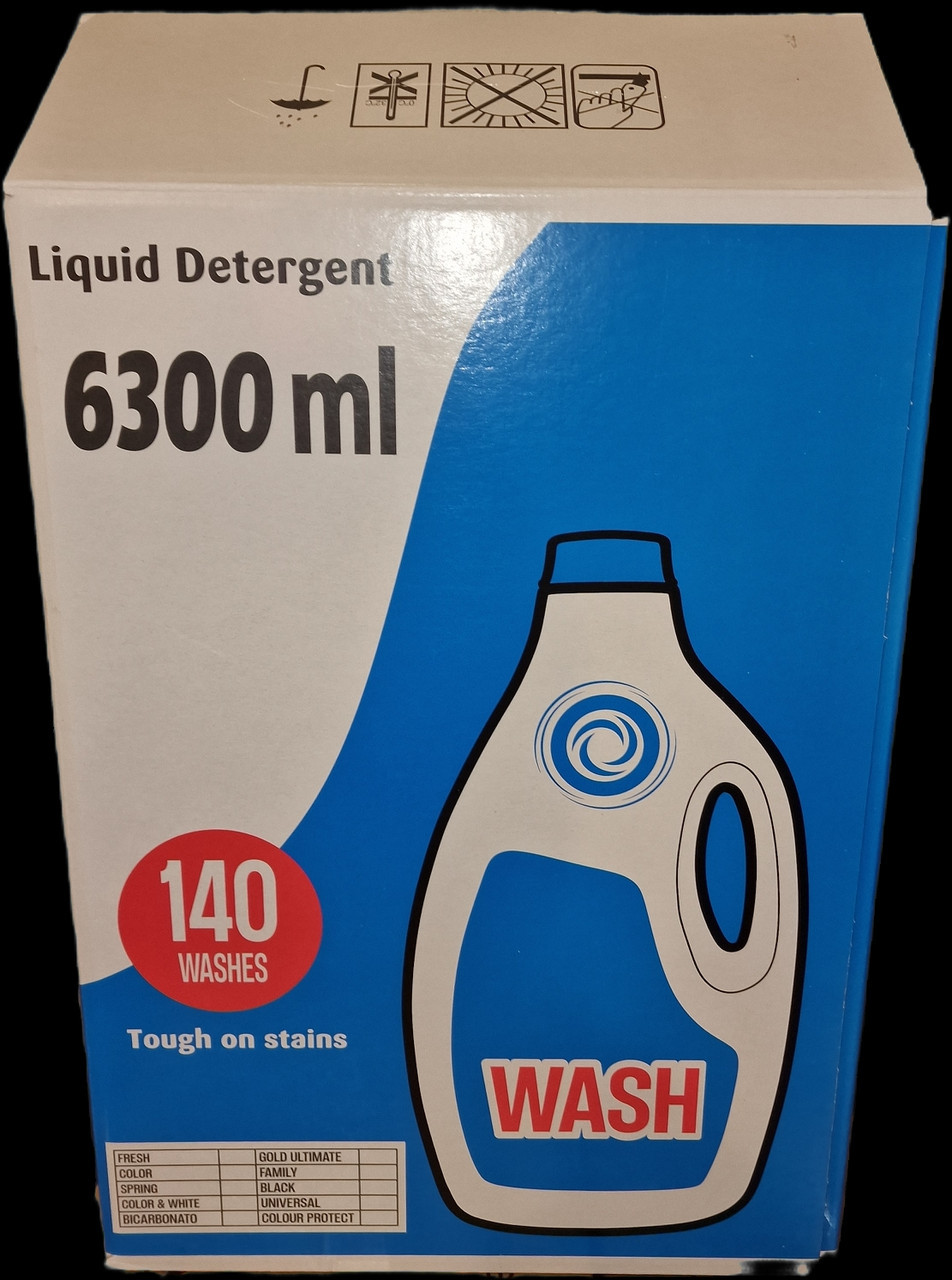 Liquid Detergent
6300 ml
140
WASHES
Tough on stains
WASH
FRESH GOLD ULTIMATE
COLOR FAMILY
SPRING BLACK
COLOR & WHITE UNIVERSAL
BICARBONATO COLOUR PROTECT